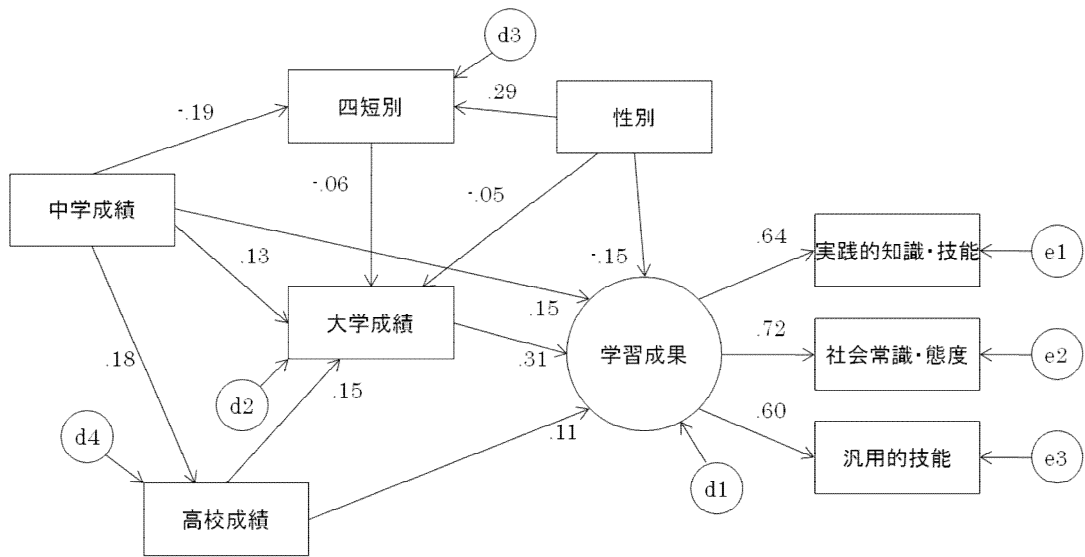 d3
四短別
.29
性別
-.19
-.06
-.05
中学成績
.13
-.15
.64
実践的知識・技能
e1
大学成績
.15
.31
学習成果
.72
社会常識・態度
e2
.18
d2
.15
.60
d4
.11
汎用的技能
e3
d1
高校成績